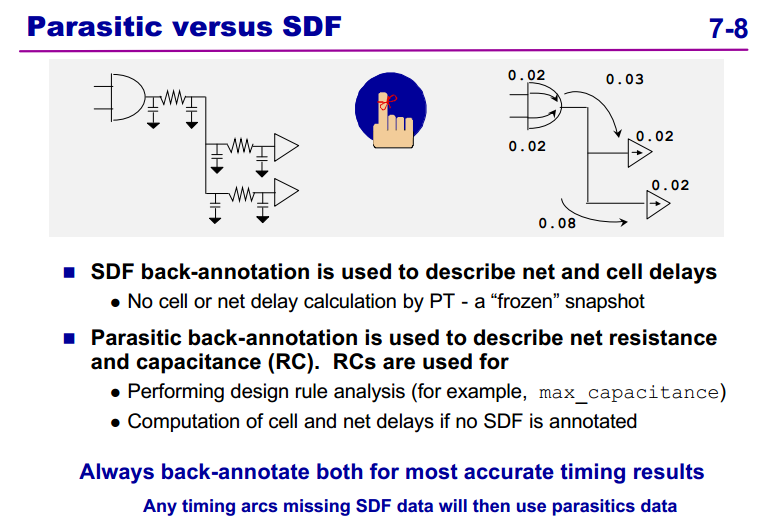 Parasitic versus SDF
7-8
0.02
0.03
0.02
0.02
0.02
0.08
■ SDF back-annotation is used to describe net and cell delays
● No cell or net delay calculation by PT - a “frozen” snapshot
■ Parasitic back-annotation is used to describe net resistance
and capacitance (RC).  RCs are used for
● Performing design rule analysis (for example, max_capacitance)
● Computation of cell and net delays if no SDF is annotated
Always back-annotate both for most accurate timing results
Any timing arcs missing SDF data will then use parasitics data